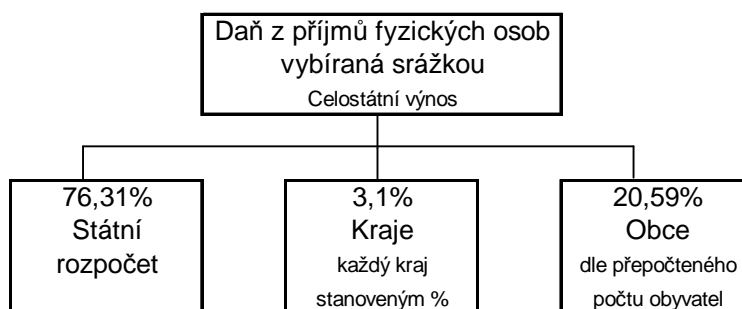 Daň z příjmů fyzických osob
vybíraná srážkou
Celostátní výnos
76,31%
Státní
rozpočet
3,1%
Kraje
každý kraj
stanoveným %
20,59%
Obce
dle přepočteného
počtu obyvatel